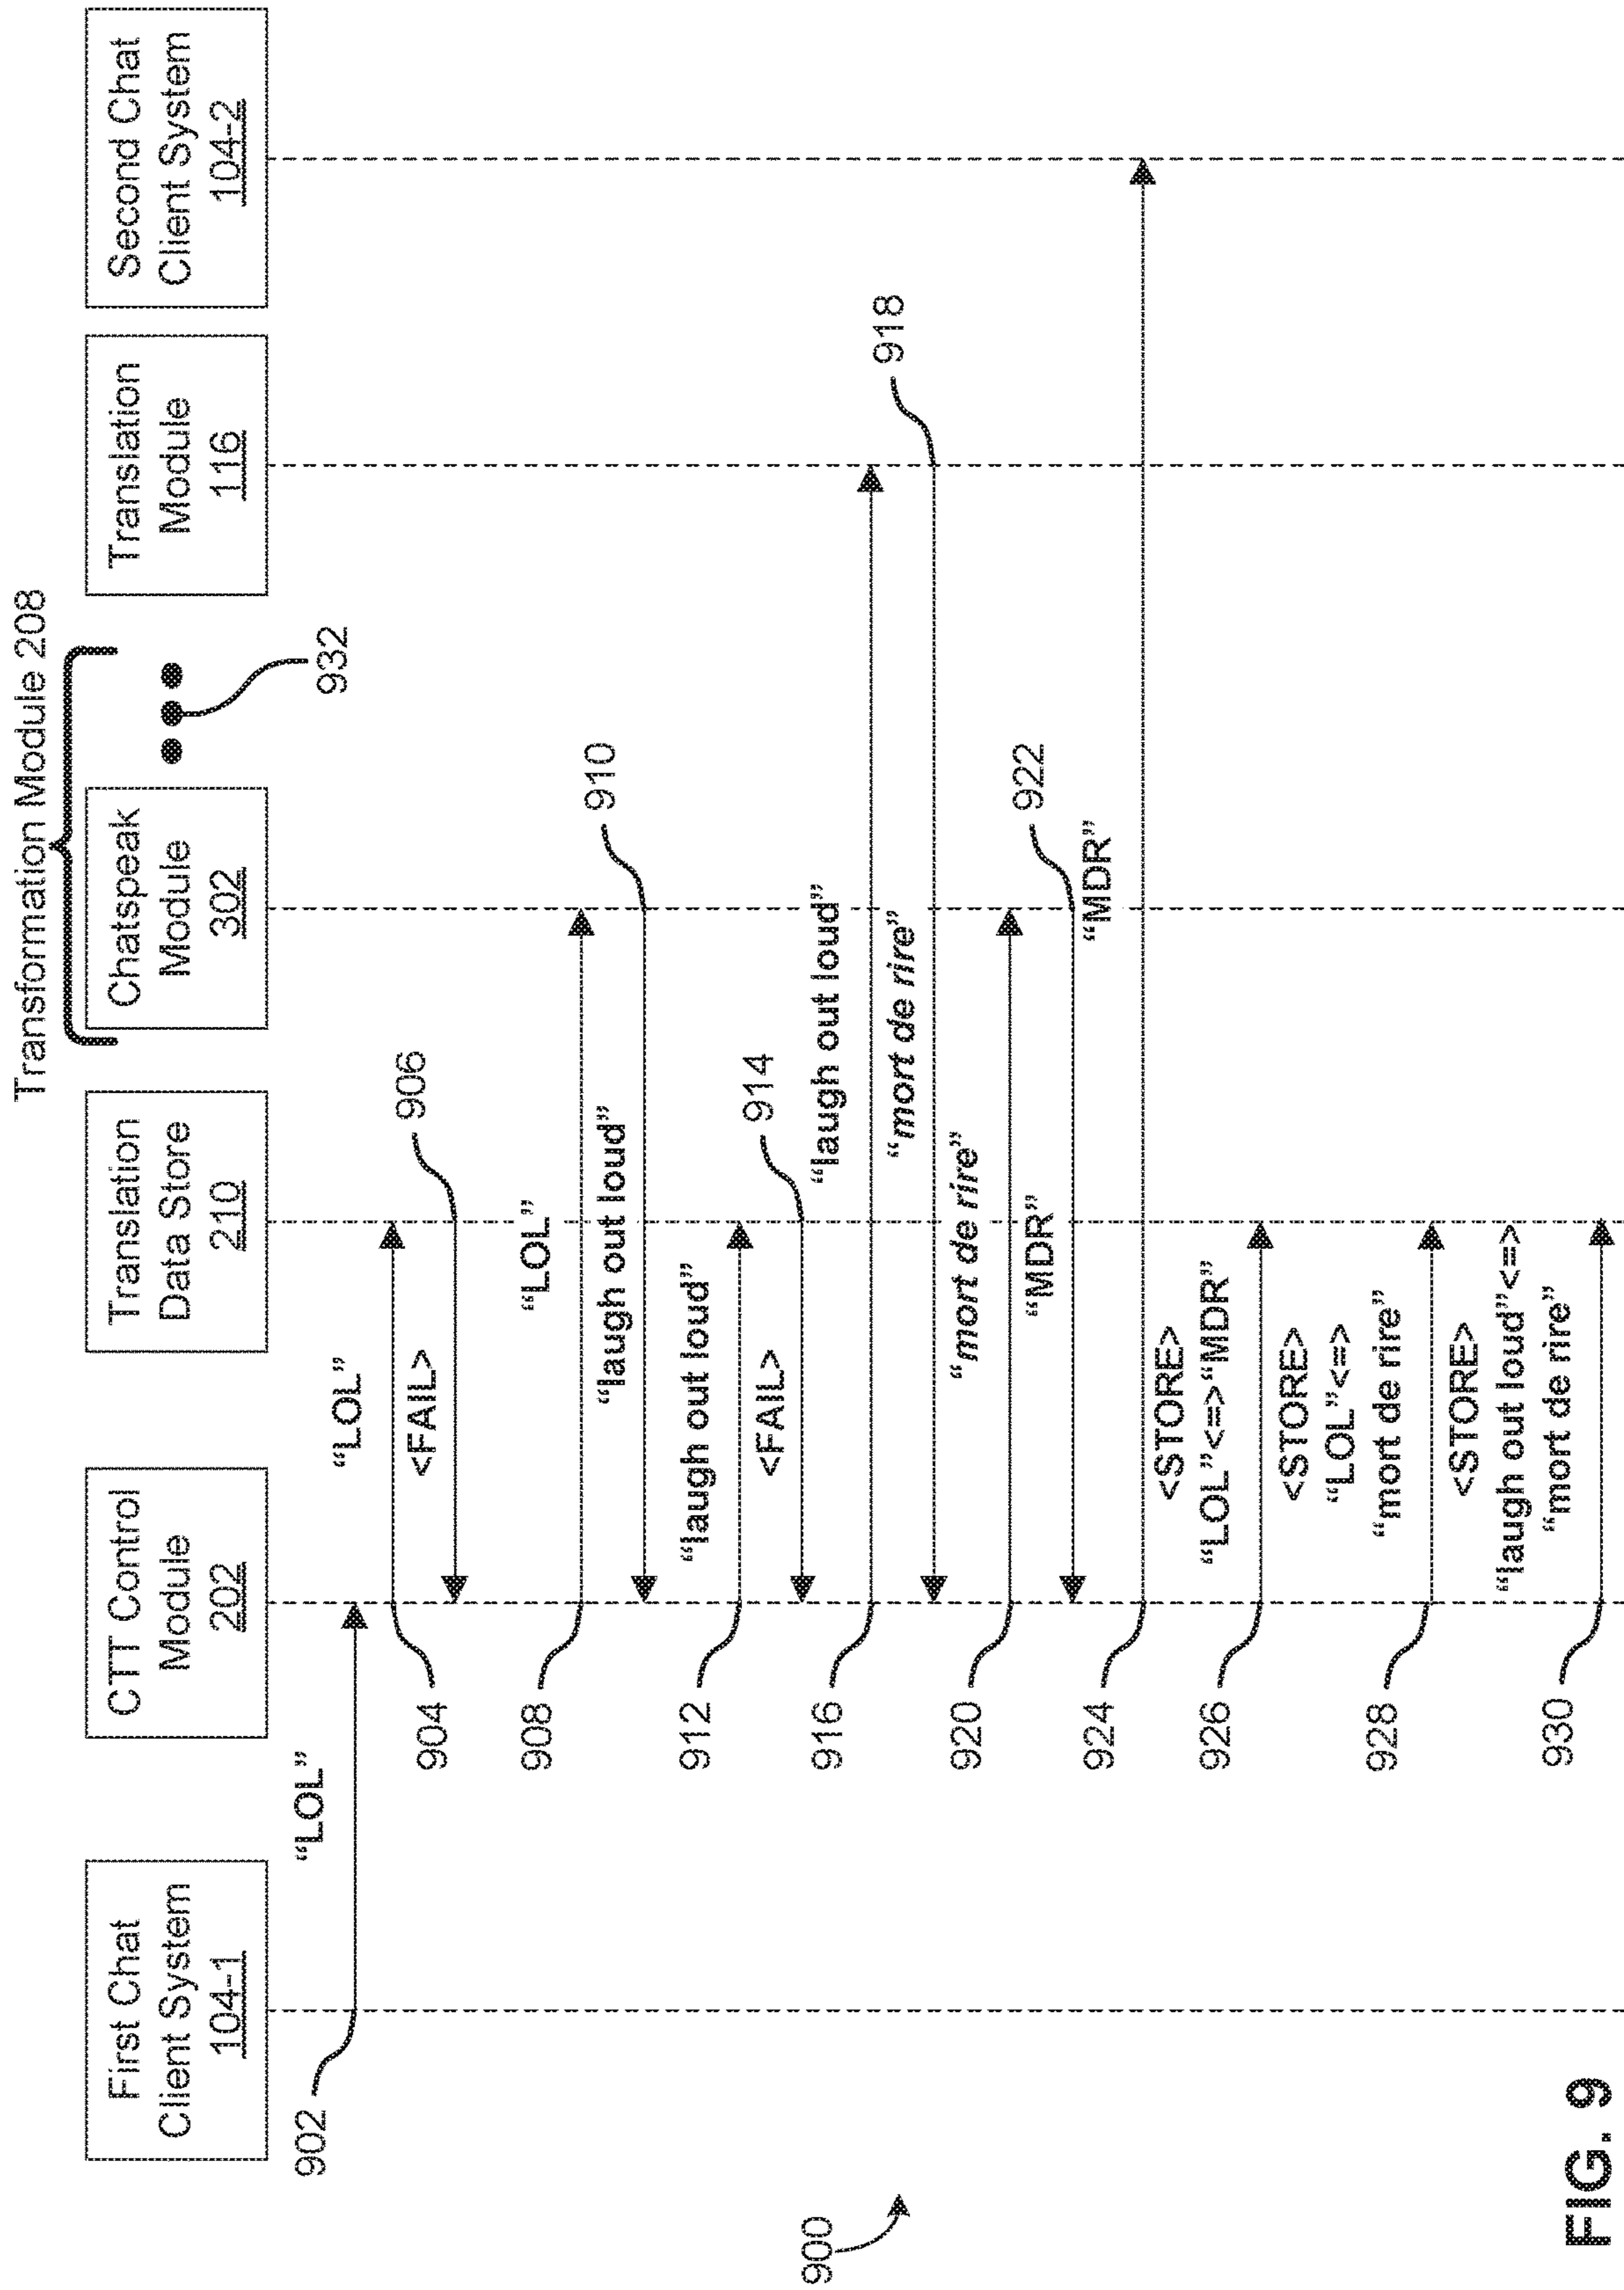 Transformation Module 208
First Chat
Client System
104-1
CTT Control
Module
202
Translation
Data Store
210
Chatspeak
Module
302
932
Translation
Module
116
Second Chat
Client System
104-2
902
“LOL”
“LOL”
904
<FAIL>
906
“LOL”
908
“laugh out loud”
910
“laugh out loud”
912
<FAIL>
914
“laugh out loud”
916
“mort de rire”
918
“mort de rire”
920
“MDR”
922
“MDR”
924
<STORE>
“LOL”<=>“MDR”
926
<STORE>
“LOL”<=>
“mort de rire”
928
<STORE>
“laugh out loud”<=>
“mort de rire”
930
900
FIG. 9